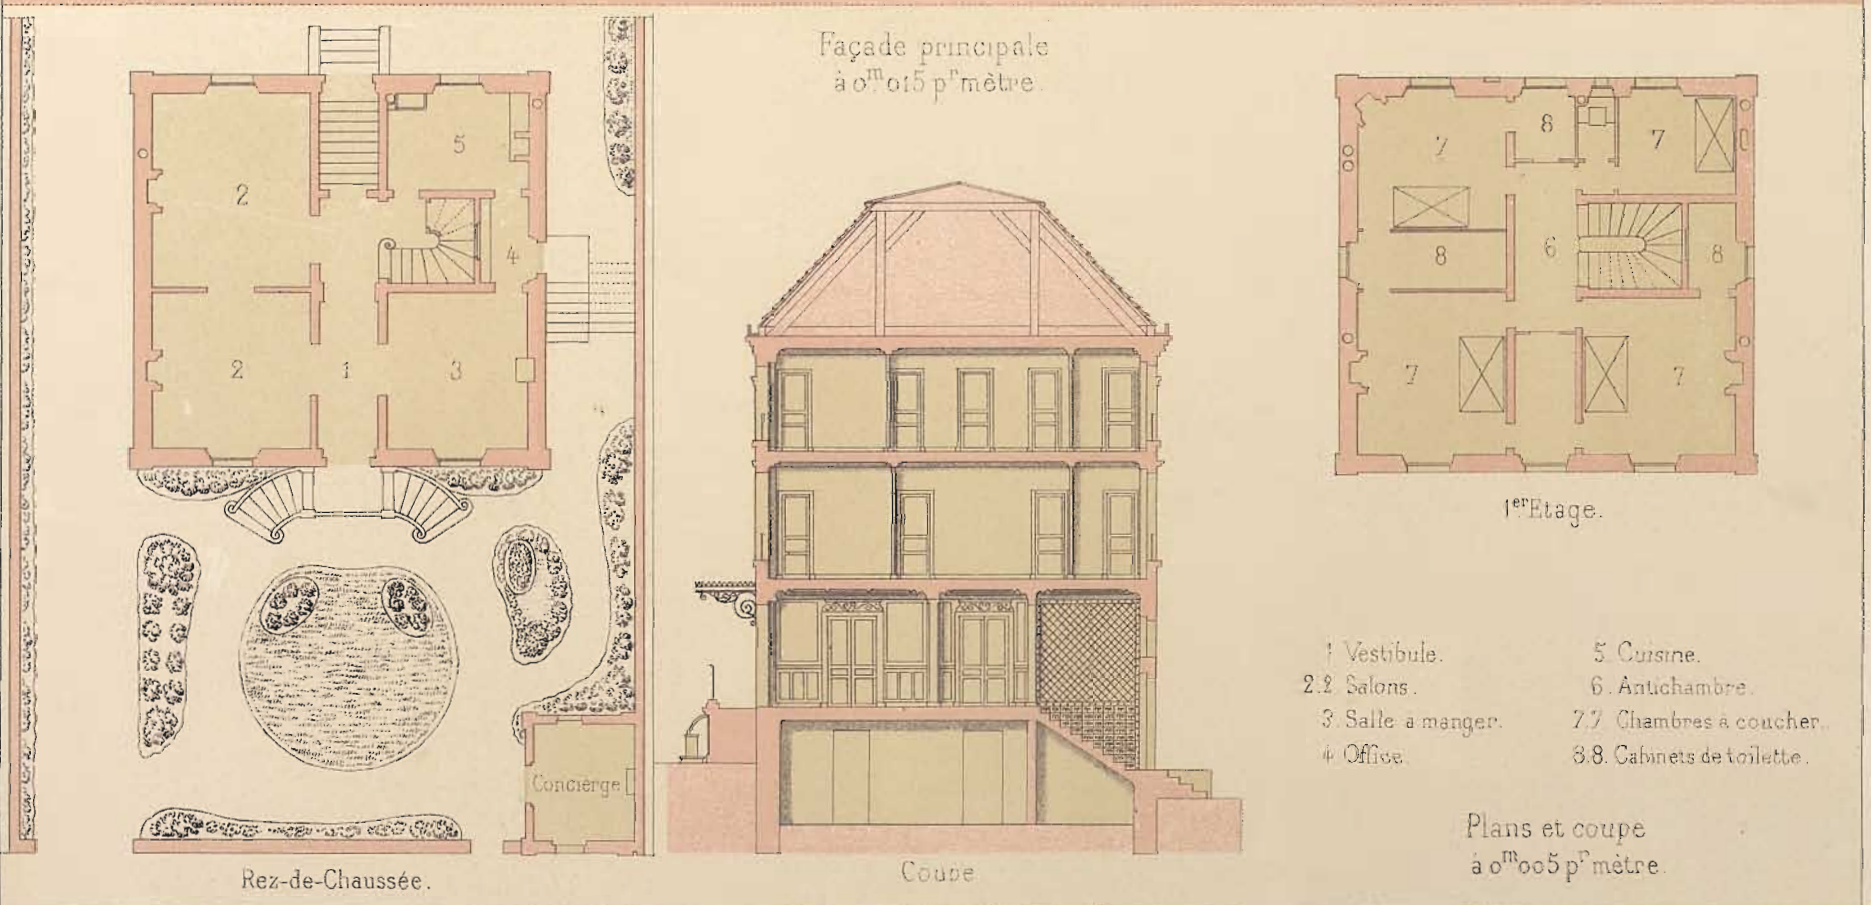 Façade principale
à 0ᵐ.015 pʳ mètre.
2
5
4
2
1
3
Concierge
Rez-de-Chaussée.
Coupe
7
8
7
8
6
8
7
7
1ᵉʳ Etage.
1 Vestibule.
2.2 Salons.
3. Salle a manger.
4 Office.
5. Cuisine.
6. Antichambre.
7.7 Chambres à coucher.
8.8. Cabinets de toilette.
Plans et coupe
à 0ᵐ005 pʳ mètre.